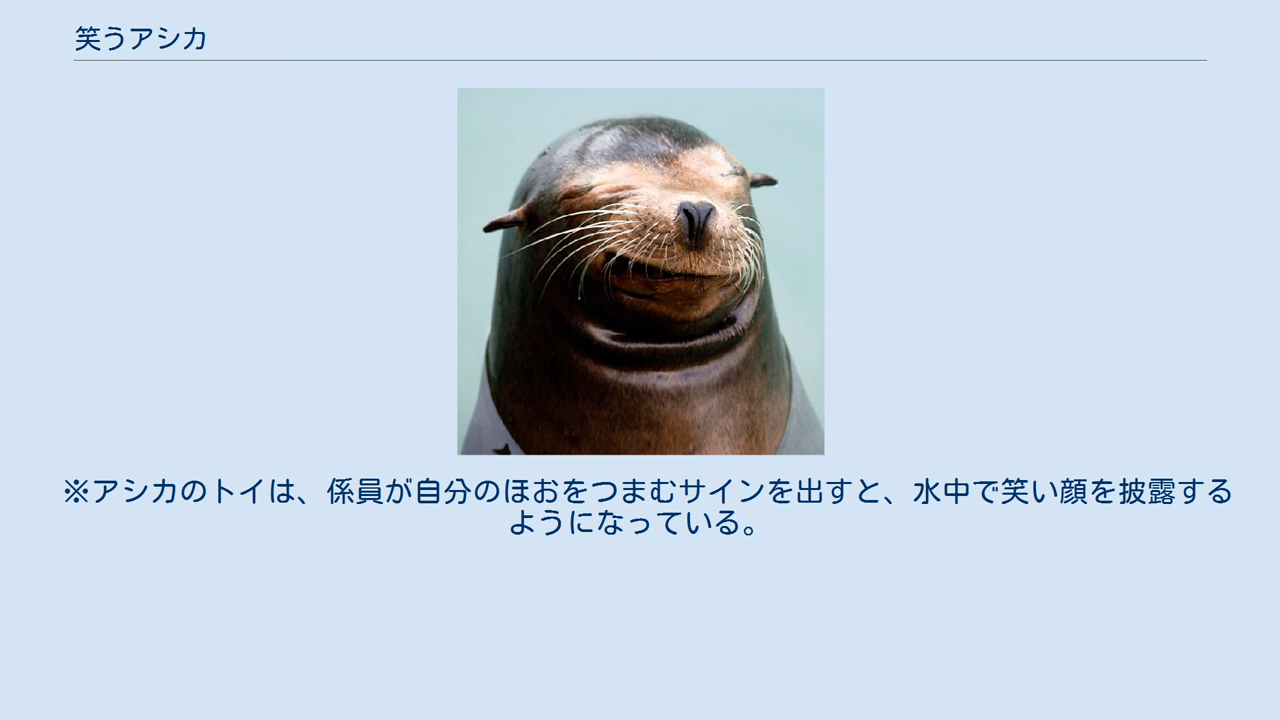 笑うアシカ
※アシカのトイは、係員が自分のほおをつまむサインを出すと、水中で笑い顔を披露する
ようになっている。